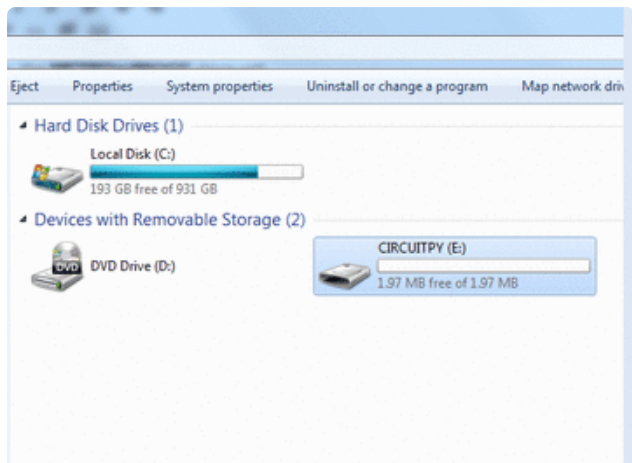 Eject Properties System properties Uninstall or change a program Map network driv
Hard Disk Drives (1)
Local Disk (C:)
193 GB free of 931 GB
Devices with Removable Storage (2)
DVD
DVD Drive (D:)
CIRCUITPY (E:)
1.97 MB free of 1.97 MB